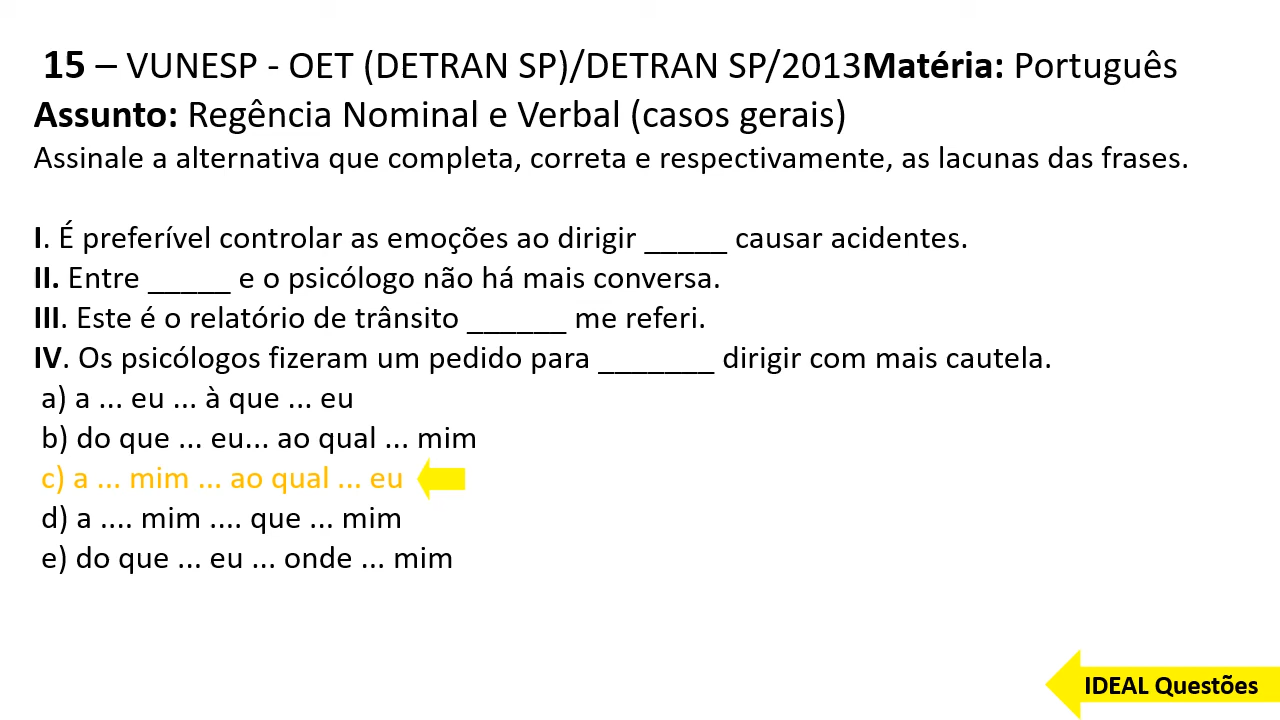 15 – VUNESP - OET (DETRAN SP)/DETRAN SP/2013Matéria: Português
Assunto: Regência Nominal e Verbal (casos gerais)
Assinale a alternativa que completa, correta e respectivamente, as lacunas das frases.
I. É preferível controlar as emoções ao dirigir _____ causar acidentes.
II. Entre _____ e o psicólogo não há mais conversa.
III. Este é o relatório de trânsito ______ me referi.
IV. Os psicólogos fizeram um pedido para _______ dirigir com mais cautela.
a) a ... eu ... à que ... eu
b) do que ... eu... ao qual ... mim
c) a ... mim ... ao qual ... eu
d) a .... mim .... que ... mim
e) do que ... eu ... onde ... mim
IDEAL Questões